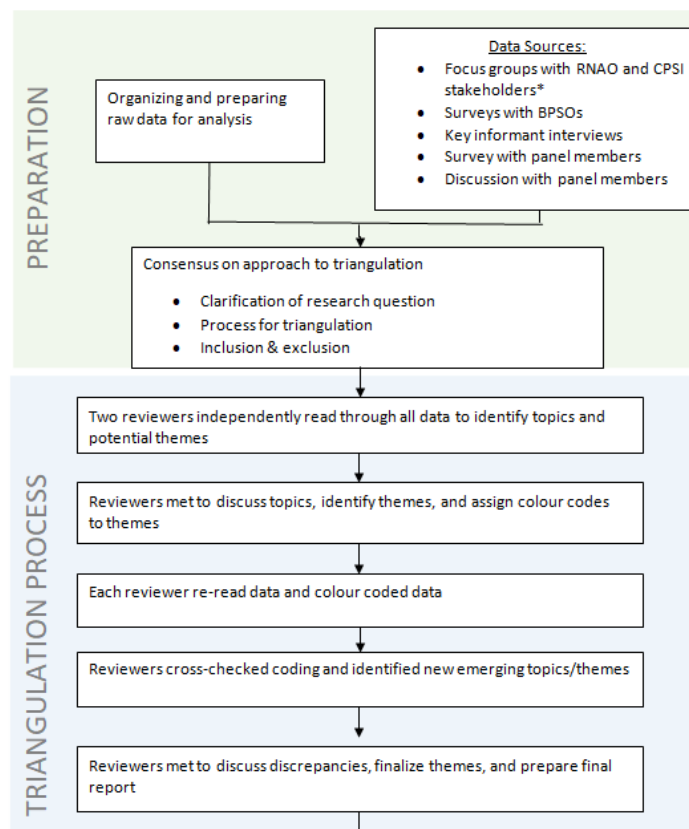 PREPARATION
Organizing and preparing
raw data for analysis
Data Sources:
• Focus groups with RNAO and CPSI
stakeholders*
• Surveys with BPSOs
• Key informant interviews
• Survey with panel members
• Discussion with panel members
Consensus on approach to triangulation
• Clarification of research question
• Process for triangulation
• Inclusion & exclusion
TRIANGULATION PROCESS
Two reviewers independently read through all data to identify topics and
potential themes
Reviewers met to discuss topics, identify themes, and assign colour codes
to themes
Each reviewer re-read data and colour coded data
Reviewers cross-checked coding and identified new emerging topics/themes
Reviewers met to discuss discrepancies, finalize themes, and prepare final
report